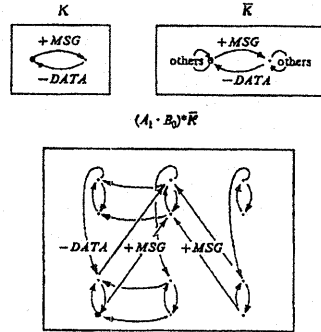 K K̅
+MSG
−DATA
+MSG
others others
−DATA
(A₁ · B₀)*K̅
−DATA +MSG +MSG